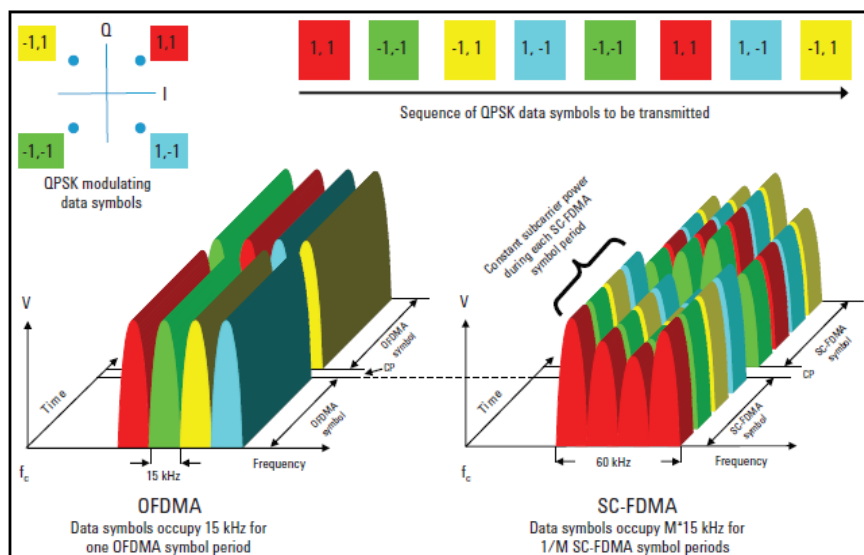 -1,1
Q
1,1
I
-1,-1
1,-1
QPSK modulating
data symbols
1, 1
-1,-1
-1, 1
1, -1
-1,-1
1, 1
1,-1
-1, 1
Sequence of QPSK data symbols to be transmitted
Constant subcarrier power
during each SC-FDMA
symbol period
V
Time
fc
15 kHz
Frequency
OFDMA
symbol
CP
OFDMA
symbol
V
Time
fc
60 kHz
Frequency
SC-FDMA
symbol
CP
SC-FDMA
symbol
OFDMA
Data symbols occupy 15 kHz for
one OFDMA symbol period
SC-FDMA
Data symbols occupy M*15 kHz for
1/M SC-FDMA symbol periods